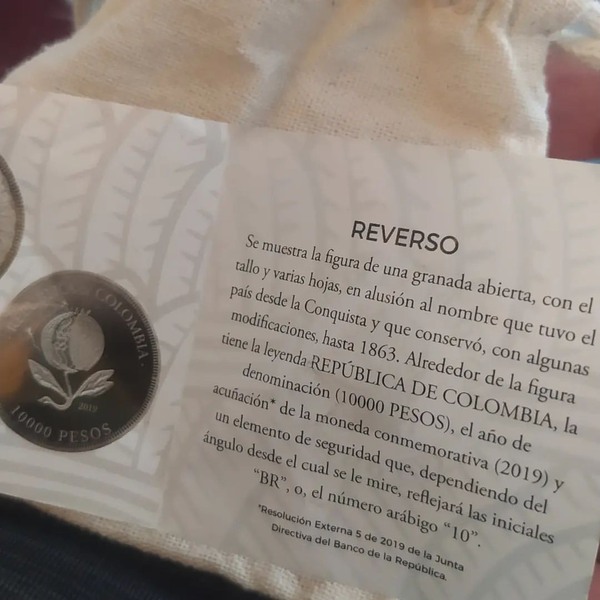 REVERSO
Se muestra la figura de una granada abierta, con el
tallo y varias hojas, en alusión al nombre que tuvo el
país desde la Conquista y que conservó, con algunas
modificaciones, hasta 1863. Alrededor de la figura
tiene la leyenda REPÚBLICA DE COLOMBIA, la
denominación (10000 PESOS), el año de
acuñación* de la moneda conmemorativa (2019) y
un elemento de seguridad que, dependiendo del
ángulo desde el cual se le mire, reflejará las iniciales
“BR”, o, el número arábigo “10”.
*Resolución Externa 5 de 2019 de la Junta
Directiva del Banco de la República.
COLOMBIA
2019
10000 PESOS